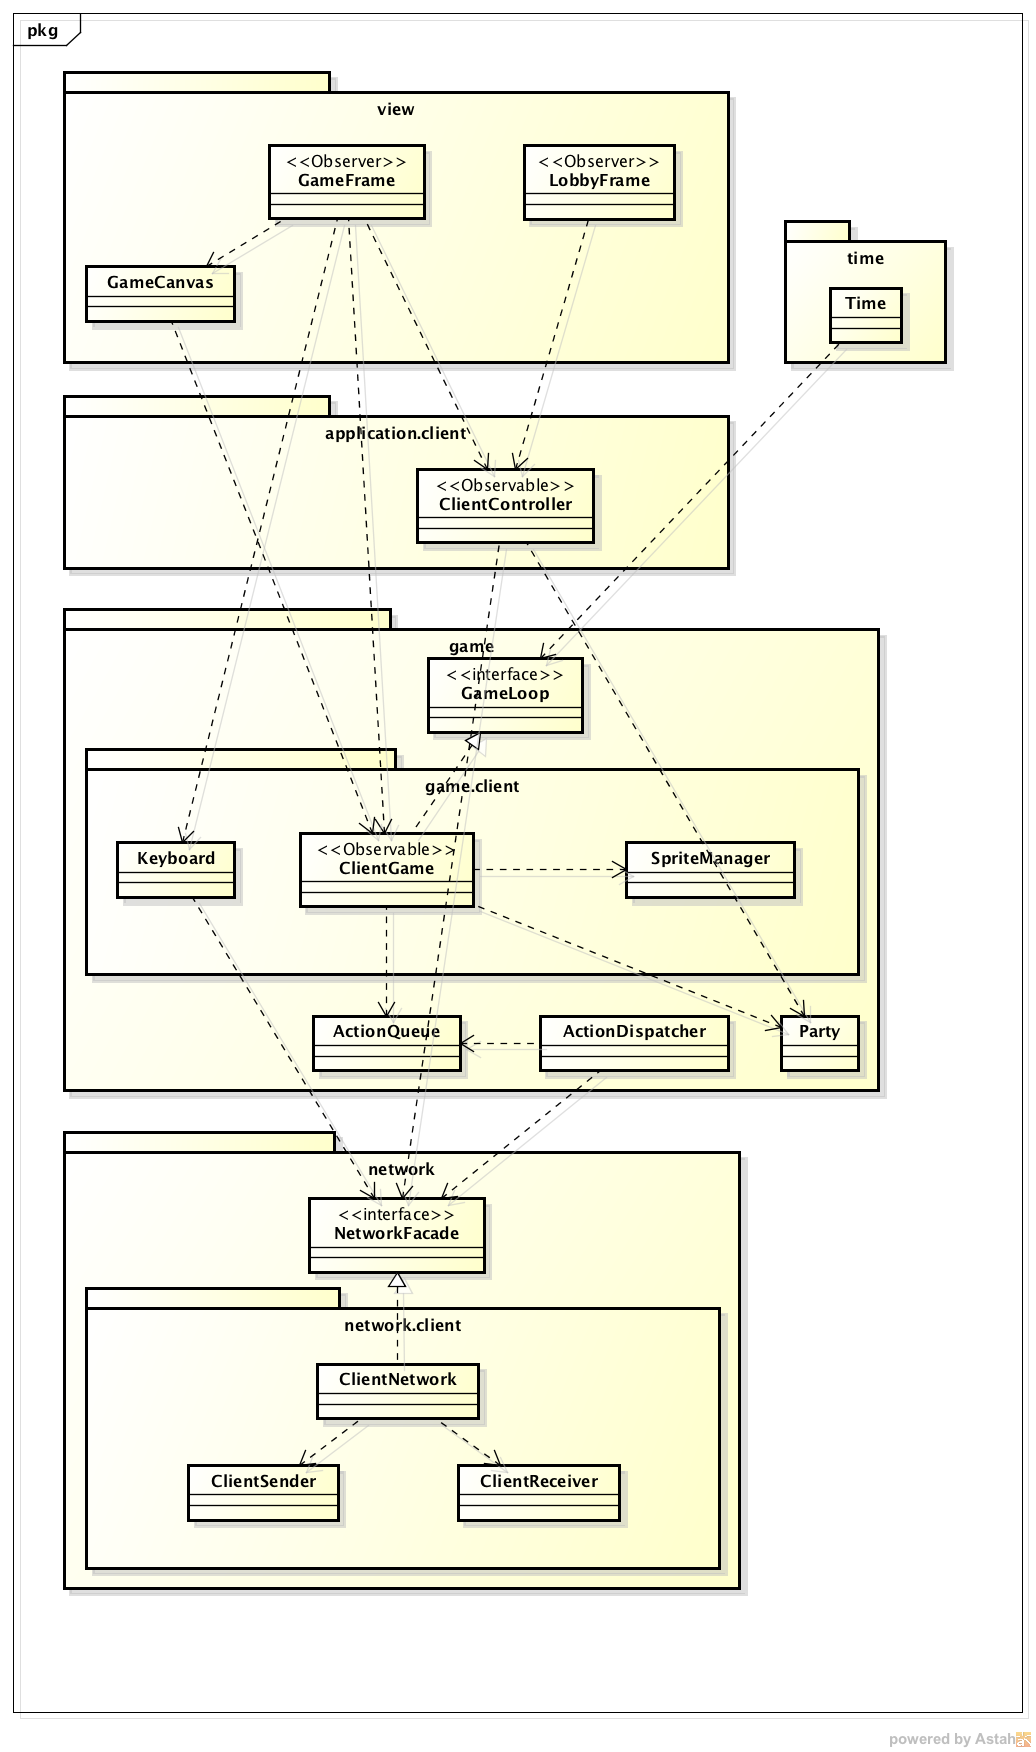 pkg
view
<<Observer>>
GameFrame
<<Observer>>
LobbyFrame
GameCanvas
time
Time
application.client
<<Observable>>
ClientController
game
<<interface>>
GameLoop
game.client
Keyboard
<<Observable>>
ClientGame
SpriteManager
ActionQueue
ActionDispatcher
Party
network
<<interface>>
NetworkFacade
network.client
ClientNetwork
ClientSender
ClientReceiver
powered by Astah